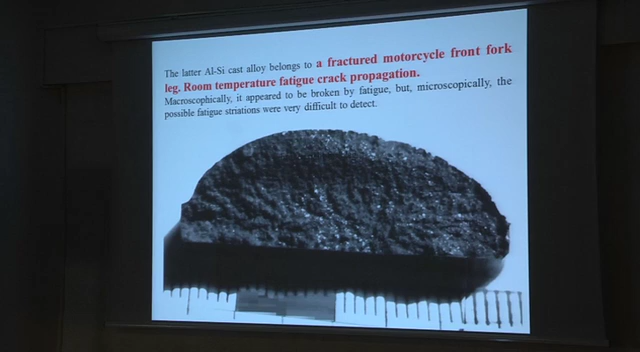 The latter Al-Si cast alloy belongs to a fractured motorcycle front fork
leg. Room temperature fatigue crack propagation.
Macroscophically, it appeared to be broken by fatigue, but, microscopically, the
possible fatigue striations were very difficult to detect.